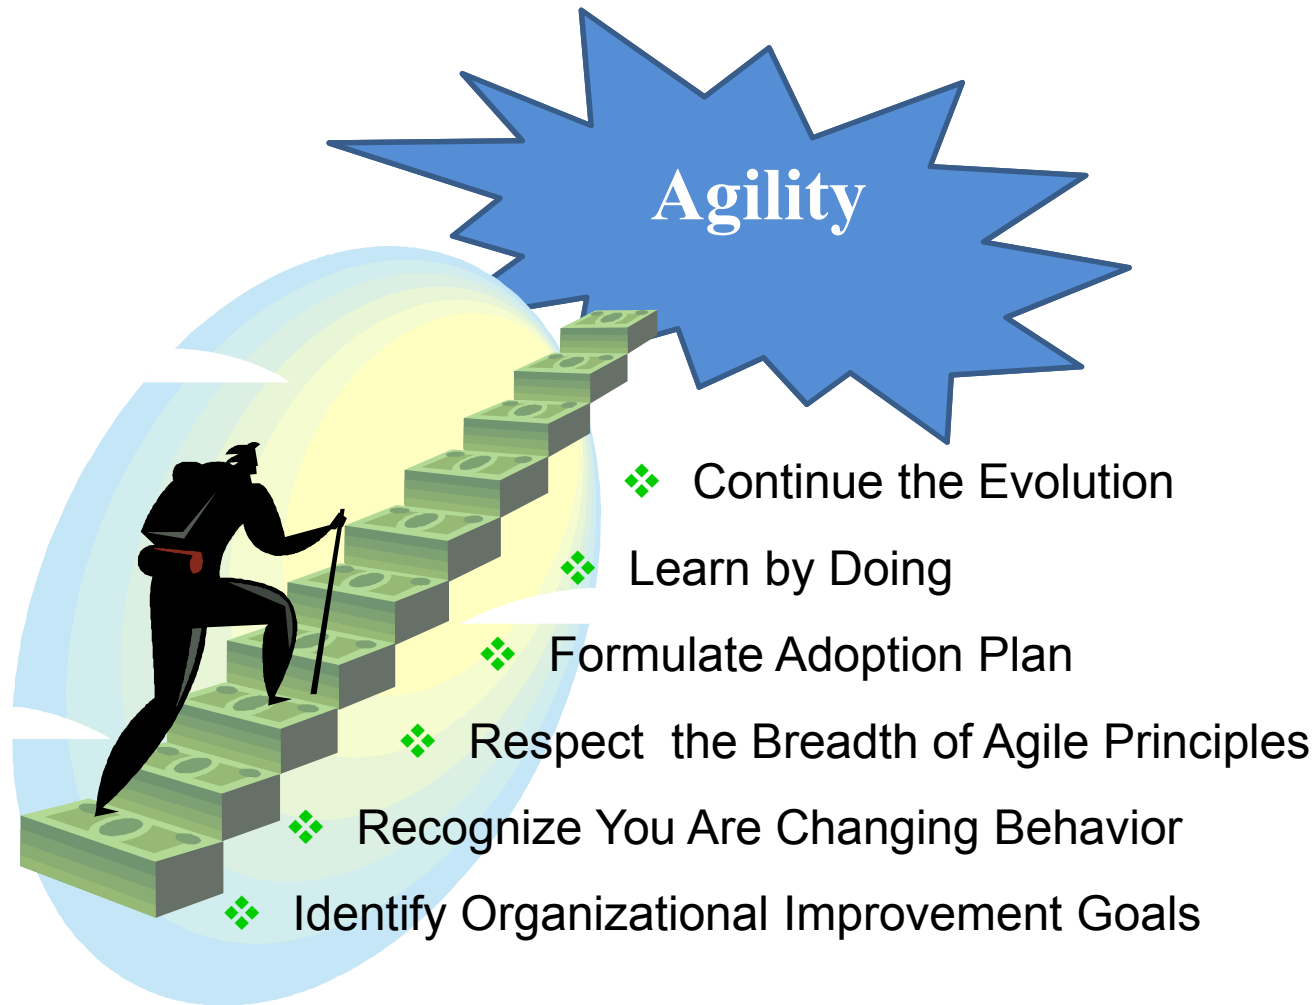 Agility
Continue the Evolution
Learn by Doing
Formulate Adoption Plan
Respect  the Breadth of Agile Principles
Recognize You Are Changing Behavior
Identify Organizational Improvement Goals